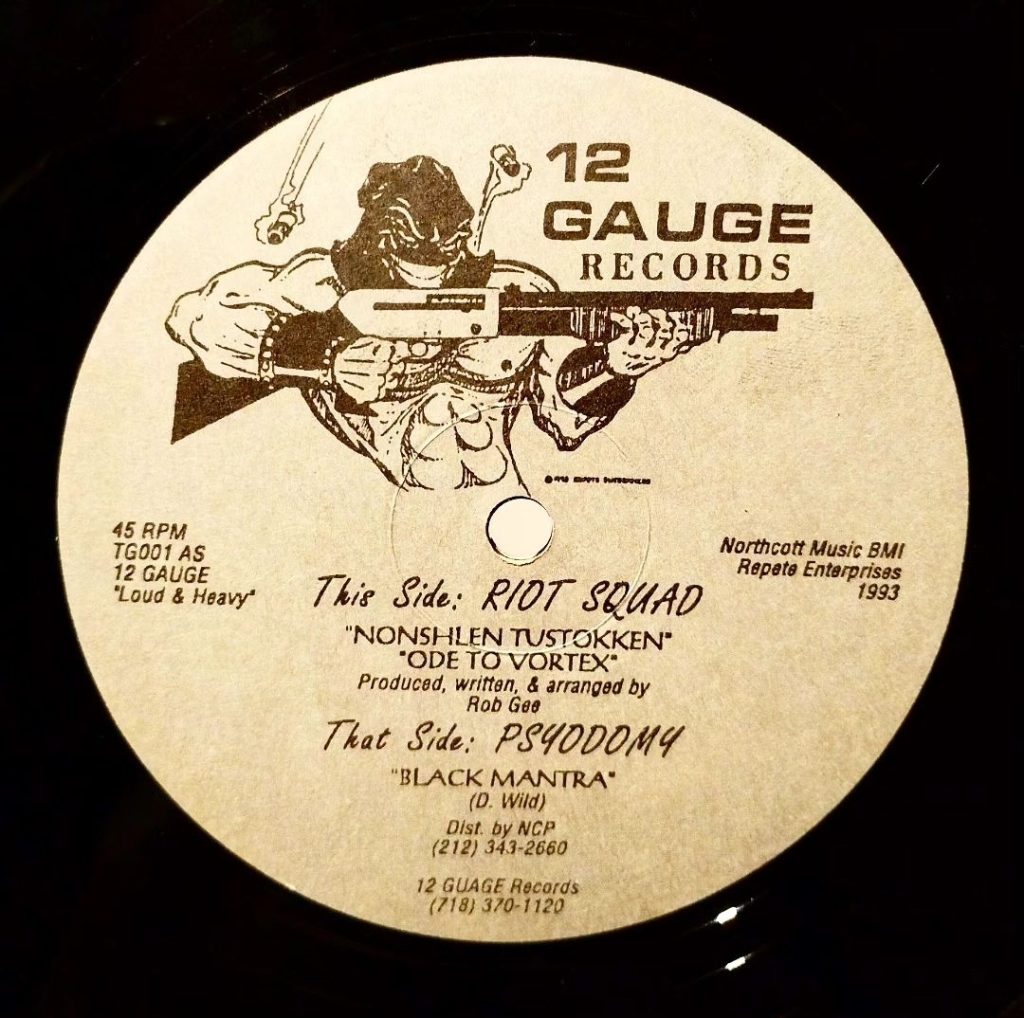 12
GAUGE
RECORDS
45 RPM
TG001 AS
12 GAUGE
"Loud & Heavy"
Northcott Music BMI
Repete Enterprises
1993
This Side: RIOT SQUAD
"NONSHLEN TUSTOKKEN"
"ODE TO VORTEX"
Produced, written, & arranged by
Rob Gee
That Side: PSYODOMY
"BLACK MANTRA"
(D. Wild)
Dist. by NCP
(212) 343-2660
12 GUAGE Records
(718) 370-1120